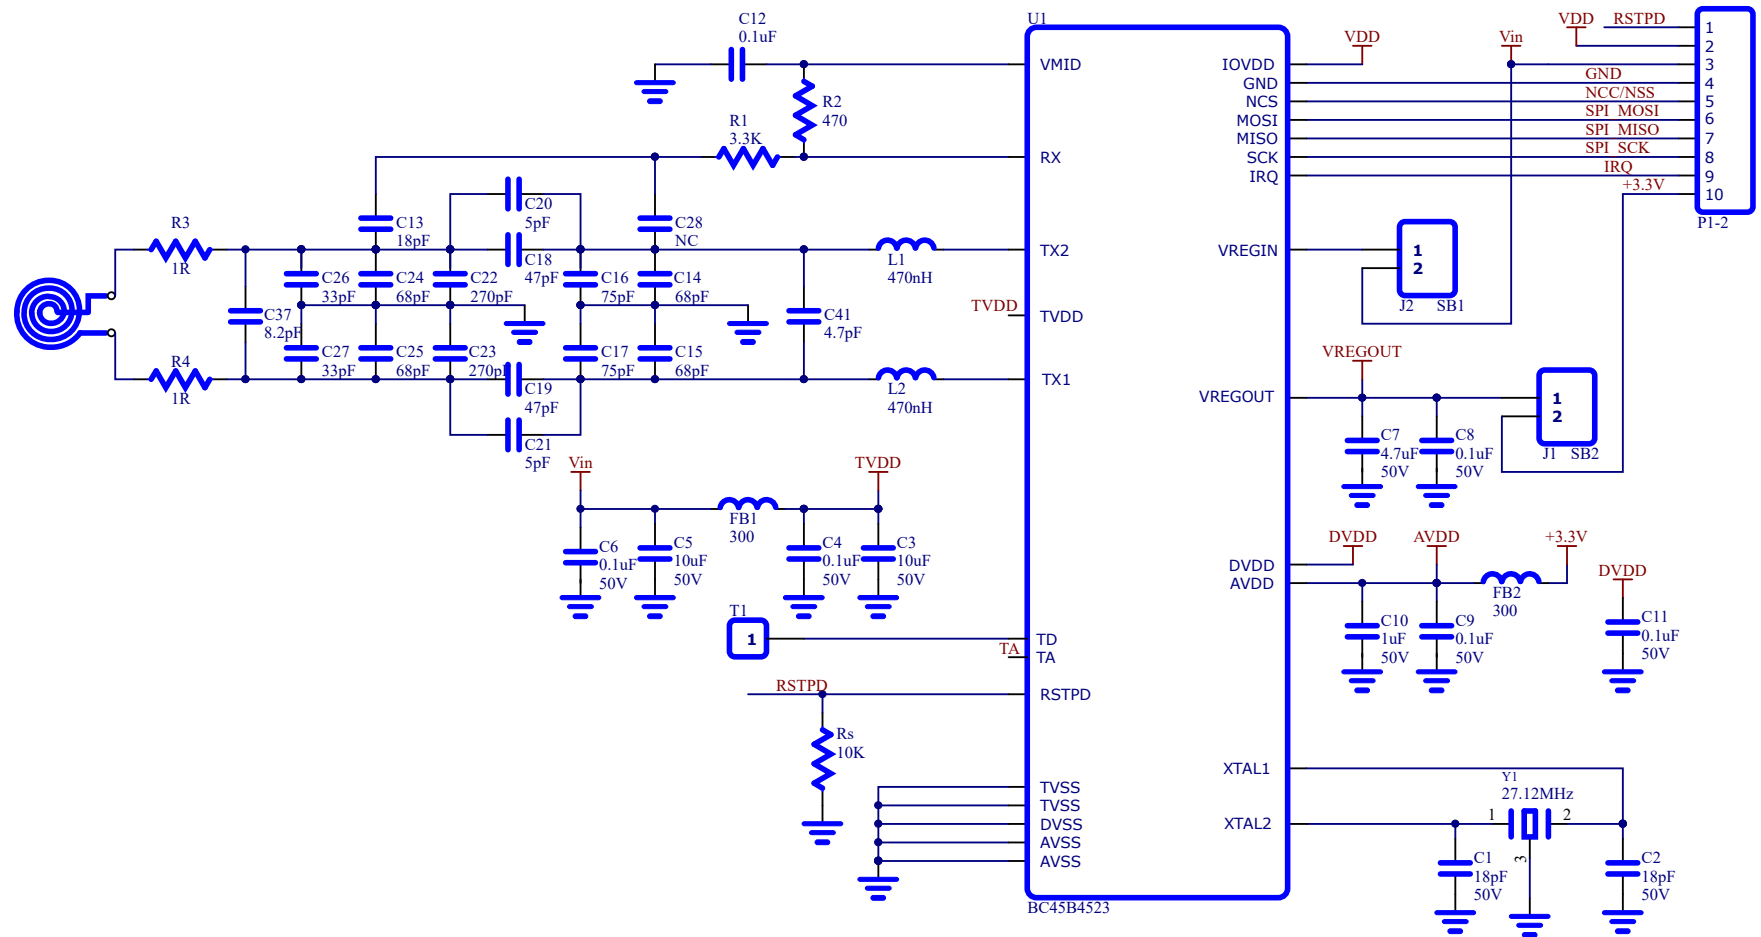 C12
0.1uF
U1
VDD
Vin
VDD
RSTPD
1
2
3
4
5
6
7
8
9
10
P1-2
GND
NCC/NSS
SPI_MOSI
SPI_MISO
SPI_SCK
IRQ
+3.3V
VMID
RX
TX2
TVDD
TVDD
TX1
IOVDD
GND
NCS
MOSI
MISO
SCK
IRQ
VREGIN
VREGOUT
R2
470
R1
3.3K
R3
1R
R4
1R
C13
18pF
C20
5pF
C18
47pF
C28
NC
C26
33pF
C24
68pF
C22
270pF
C16
75pF
C14
68pF
L1
470nH
C37
8.2pF
C41
4.7pF
C27
33pF
C25
68pF
C23
270pF
C19
47pF
C17
75pF
C15
68pF
L2
470nH
C21
5pF
1
2
J2 SB1
VREGOUT
1
2
J1 SB2
C7
4.7uF
50V
C8
0.1uF
50V
Vin
TVDD
FB1
300
C6
0.1uF
50V
C5
10uF
50V
C4
0.1uF
50V
C3
10uF
50V
DVDD
AVDD
+3.3V
DVDD
DVDD
AVDD
FB2
300
C10
1uF
50V
C9
0.1uF
50V
C11
0.1uF
50V
T1
1
TA
TD
TA
RSTPD
RSTPD
Rs
10K
TVSS
TVSS
DVSS
AVSS
AVSS
XTAL1
XTAL2
Y1
27.12MHz
1
2
3
C1
18pF
50V
C2
18pF
50V
BC45B4523